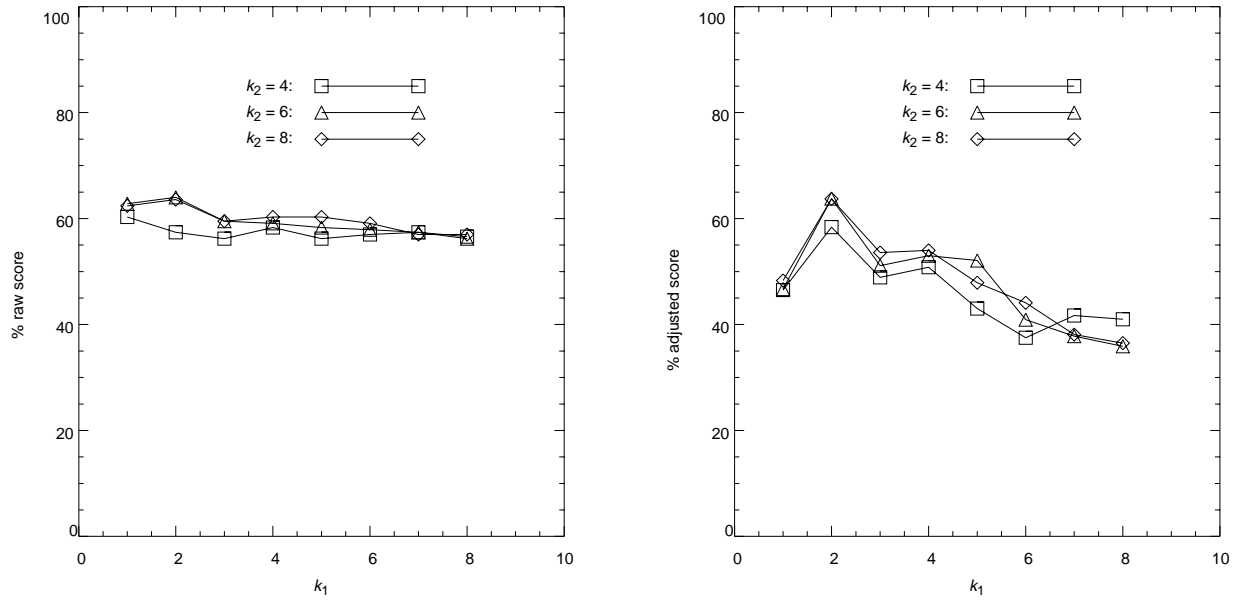 100
80
60
40
20
0
% raw score
k2 = 4:
k2 = 6:
k2 = 8:
0 2 4 6 8 10
k1
100
80
60
40
20
0
% adjusted score
k2 = 4:
k2 = 6:
k2 = 8:
0 2 4 6 8 10
k1